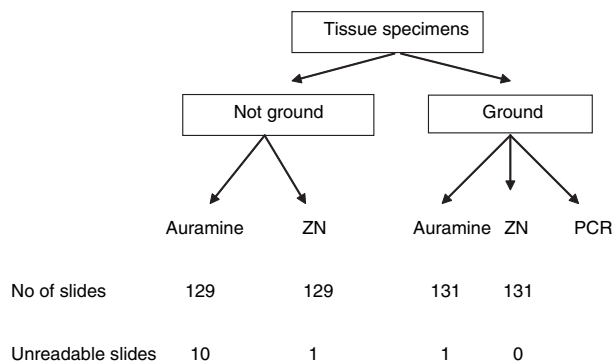 Tissue specimens
Not ground Ground
Auramine ZN Auramine ZN PCR
No of slides 129 129 131 131
Unreadable slides 10 1 1 0